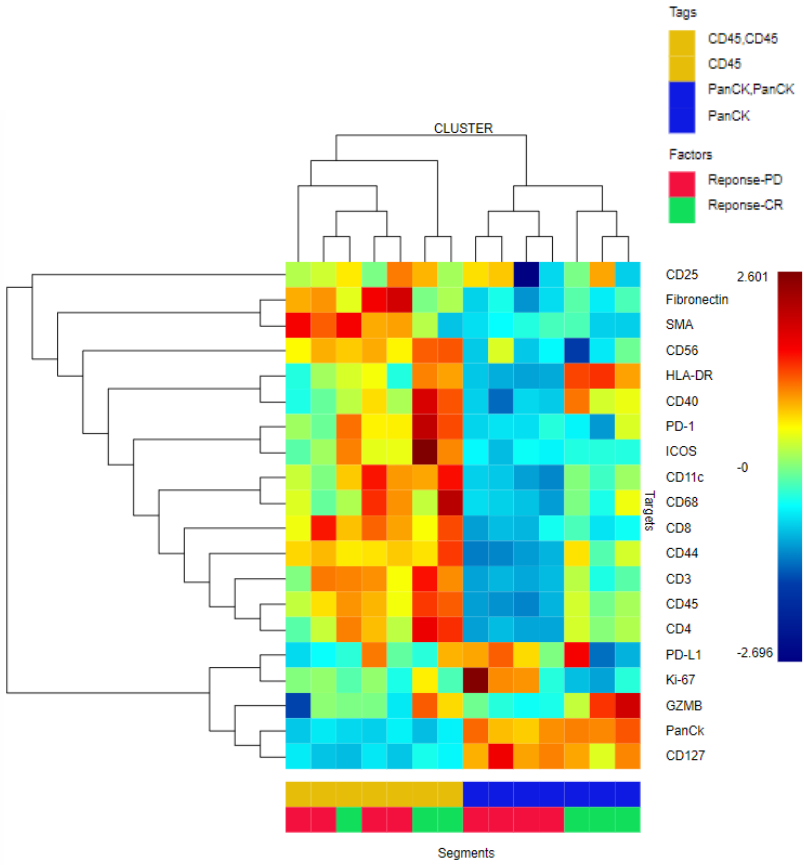 Tags
CD45,CD45
CD45
PanCK,PanCK
PanCK
Factors
Reponse-PD
Reponse-CR
CLUSTER
2.601
-0
-2.696
CD25
Fibronectin
SMA
CD56
HLA-DR
CD40
PD-1
ICOS
CD11c
CD68
CD8
CD44
CD3
CD45
CD4
PD-L1
Ki-67
GZMB
PanCk
CD127
Targets
Segments